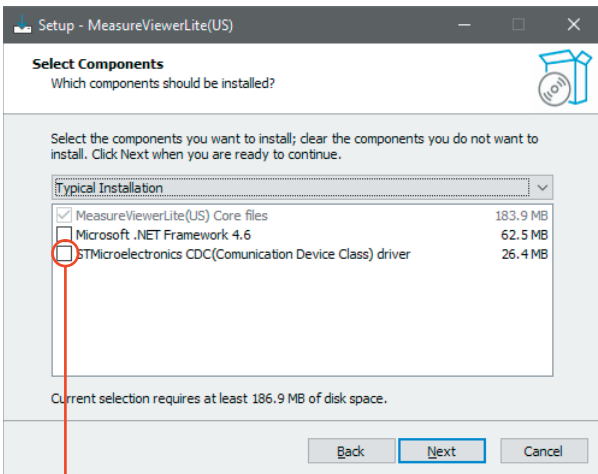 Setup - MeasureViewerLite(US)
Select Components
Which components should be installed?
Select the components you want to install; clear the components you do not want to
install. Click Next when you are ready to continue.
Typical Installation
MeasureViewerLite(US) Core files 183.9 MB
Microsoft .NET Framework 4.6 62.5 MB
STMicroelectronics CDC(Comunication Device Class) driver 26.4 MB
Current selection requires at least 186.9 MB of disk space.
Back Next Cancel